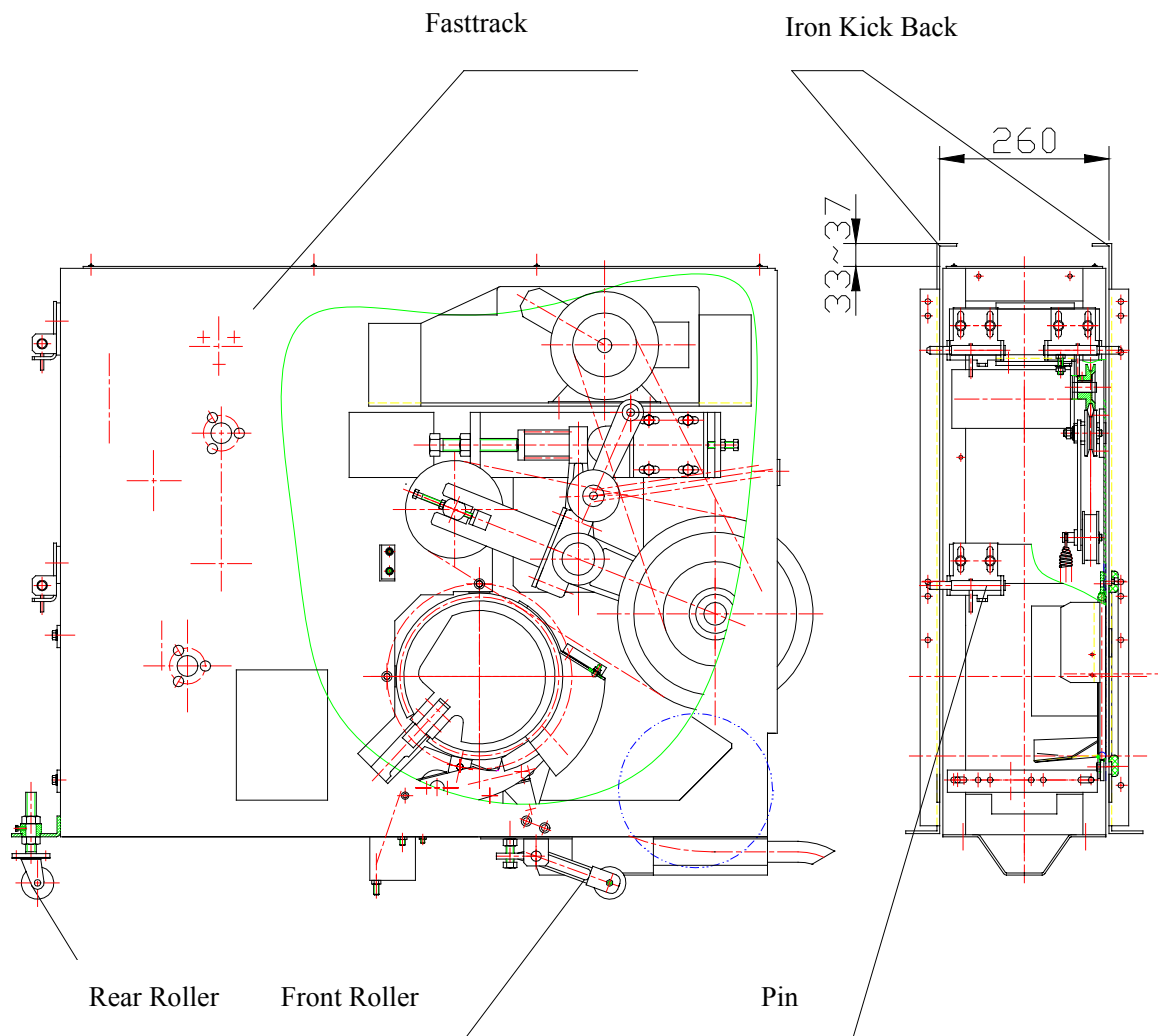 Fasttrack
Iron Kick Back
260
33~37
Rear Roller
Front Roller
Pin